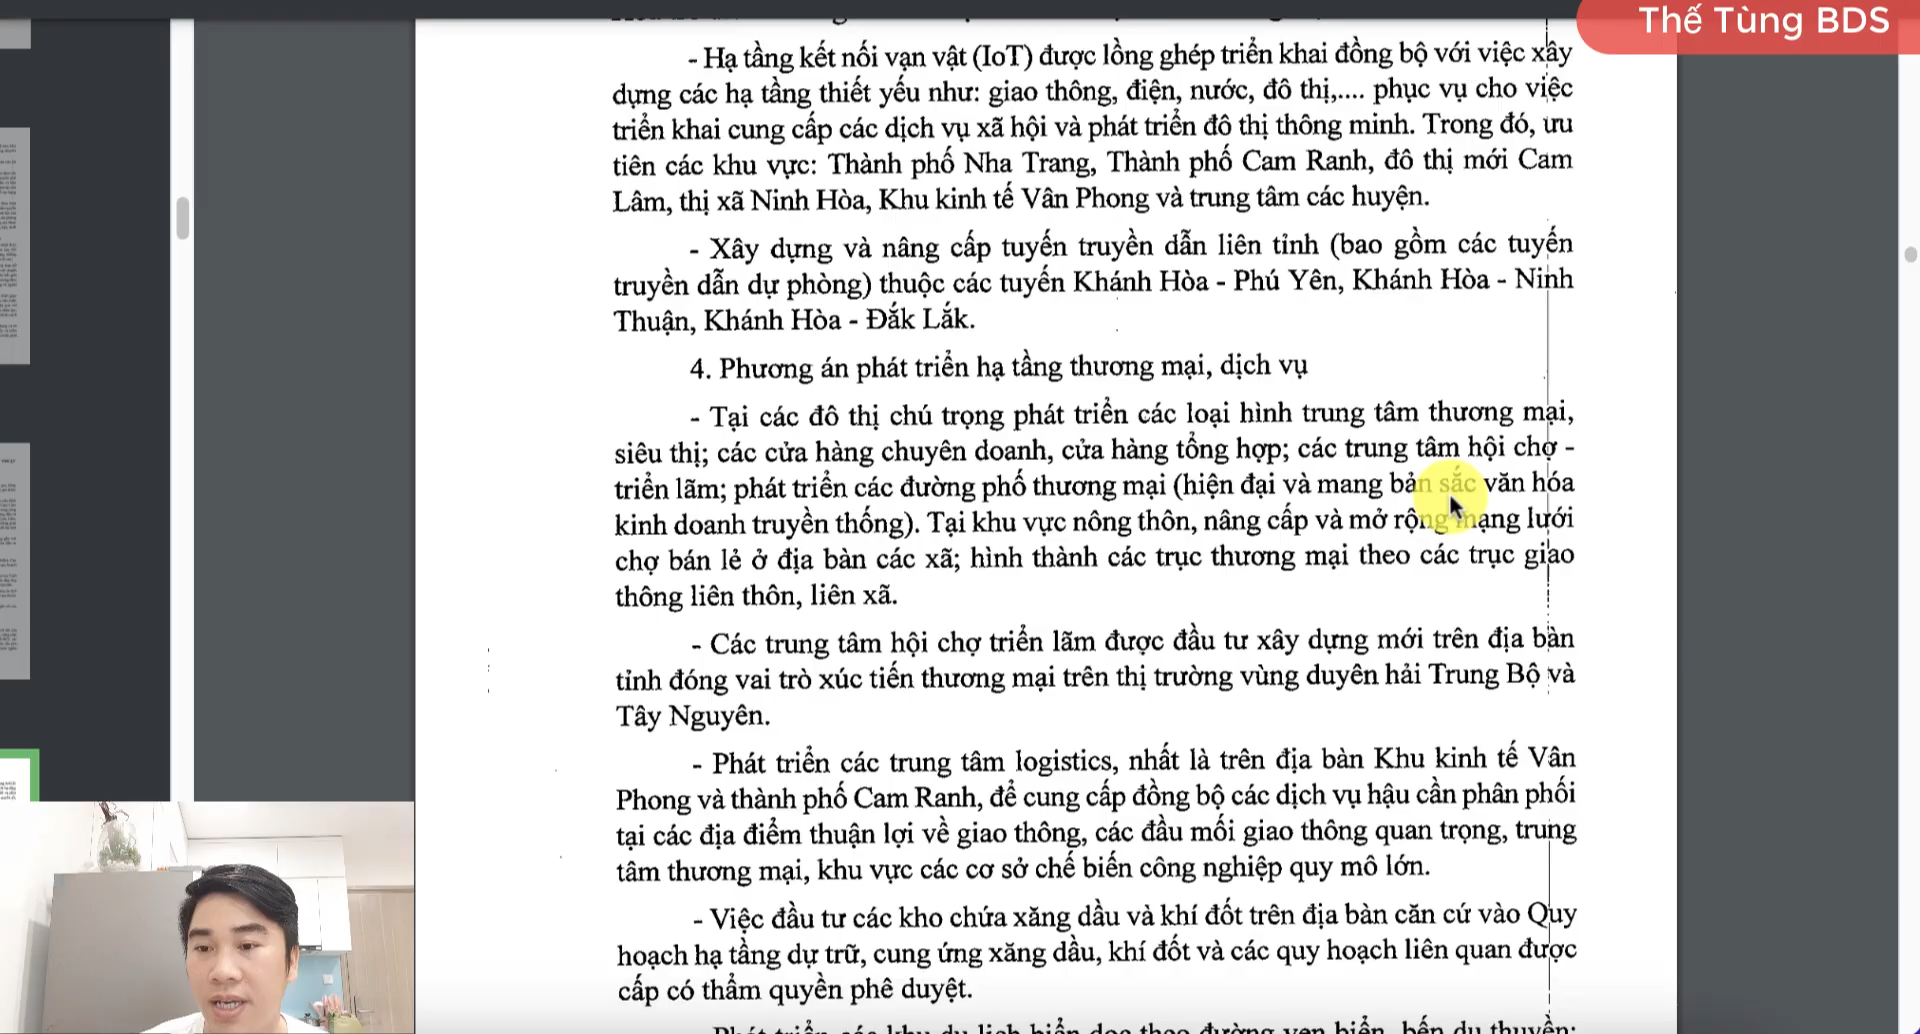 Thế Tùng BDS
- Hạ tầng kết nối vạn vật (IoT) được lồng ghép triển khai đồng bộ với việc xây
dựng các hạ tầng thiết yếu như: giao thông, điện, nước, đô thị,.... phục vụ cho việc
triển khai cung cấp các dịch vụ xã hội và phát triển đô thị thông minh. Trong đó, ưu
tiên các khu vực: Thành phố Nha Trang, Thành phố Cam Ranh, đô thị mới Cam
Lâm, thị xã Ninh Hòa, Khu kinh tế Vân Phong và trung tâm các huyện.
- Xây dựng và nâng cấp tuyến truyền dẫn liên tỉnh (bao gồm các tuyến
truyền dẫn dự phòng) thuộc các tuyến Khánh Hòa - Phú Yên, Khánh Hòa - Ninh
Thuận, Khánh Hòa - Đắk Lắk.
4. Phương án phát triển hạ tầng thương mại, dịch vụ
- Tại các đô thị chú trọng phát triển các loại hình trung tâm thương mại,
siêu thị; các cửa hàng chuyên doanh, cửa hàng tổng hợp; các trung tâm hội chợ -
triển lãm; phát triển các đường phố thương mại (hiện đại và mang bản sắc văn hóa
kinh doanh truyền thống). Tại khu vực nông thôn, nâng cấp và mở rộng mạng lưới
chợ bán lẻ ở địa bàn các xã; hình thành các trục thương mại theo các trục giao
thông liên thôn, liên xã.
- Các trung tâm hội chợ triển lãm được đầu tư xây dựng mới trên địa bàn
tỉnh đóng vai trò xúc tiến thương mại trên thị trường vùng duyên hải Trung Bộ và
Tây Nguyên.
- Phát triển các trung tâm logistics, nhất là trên địa bàn Khu kinh tế Vân
Phong và thành phố Cam Ranh, để cung cấp đồng bộ các dịch vụ hậu cần phân phối
tại các địa điểm thuận lợi về giao thông, các đầu mối giao thông quan trọng, trung
tâm thương mại, khu vực các cơ sở chế biến công nghiệp quy mô lớn.
- Việc đầu tư các kho chứa xăng dầu và khí đốt trên địa bàn căn cứ vào Quy
hoạch hạ tầng dự trữ, cung ứng xăng dầu, khí đốt và các quy hoạch liên quan được
cấp có thẩm quyền phê duyệt.
- Phát triển các khu du lịch biển dọc theo đường ven biển, bến du thuyền;